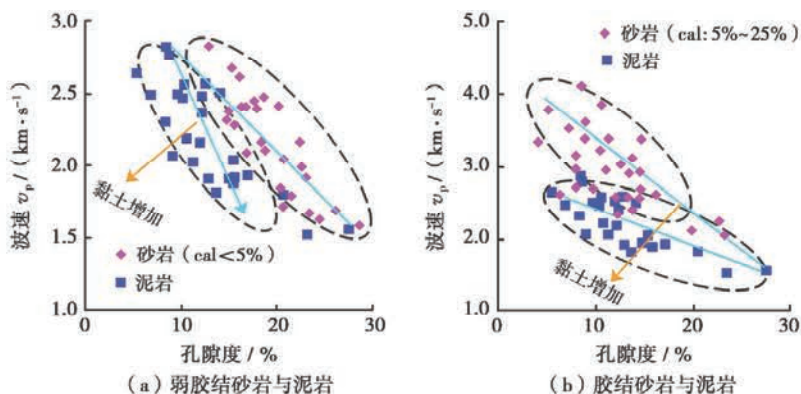 波速 vp /（km · s⁻¹）
3.0
2.5
2.0
1.5
1.0
黏土增加
砂岩（cal<5%）
泥岩
0 10 20 30
孔隙度 / %
（a）弱胶结砂岩与泥岩
波速 vp /（km · s⁻¹）
5.0
4.0
3.0
2.0
1.0
砂岩（cal: 5%~25%）
泥岩
黏土增加
0 10 20 30
孔隙度 / %
（b）胶结砂岩与泥岩